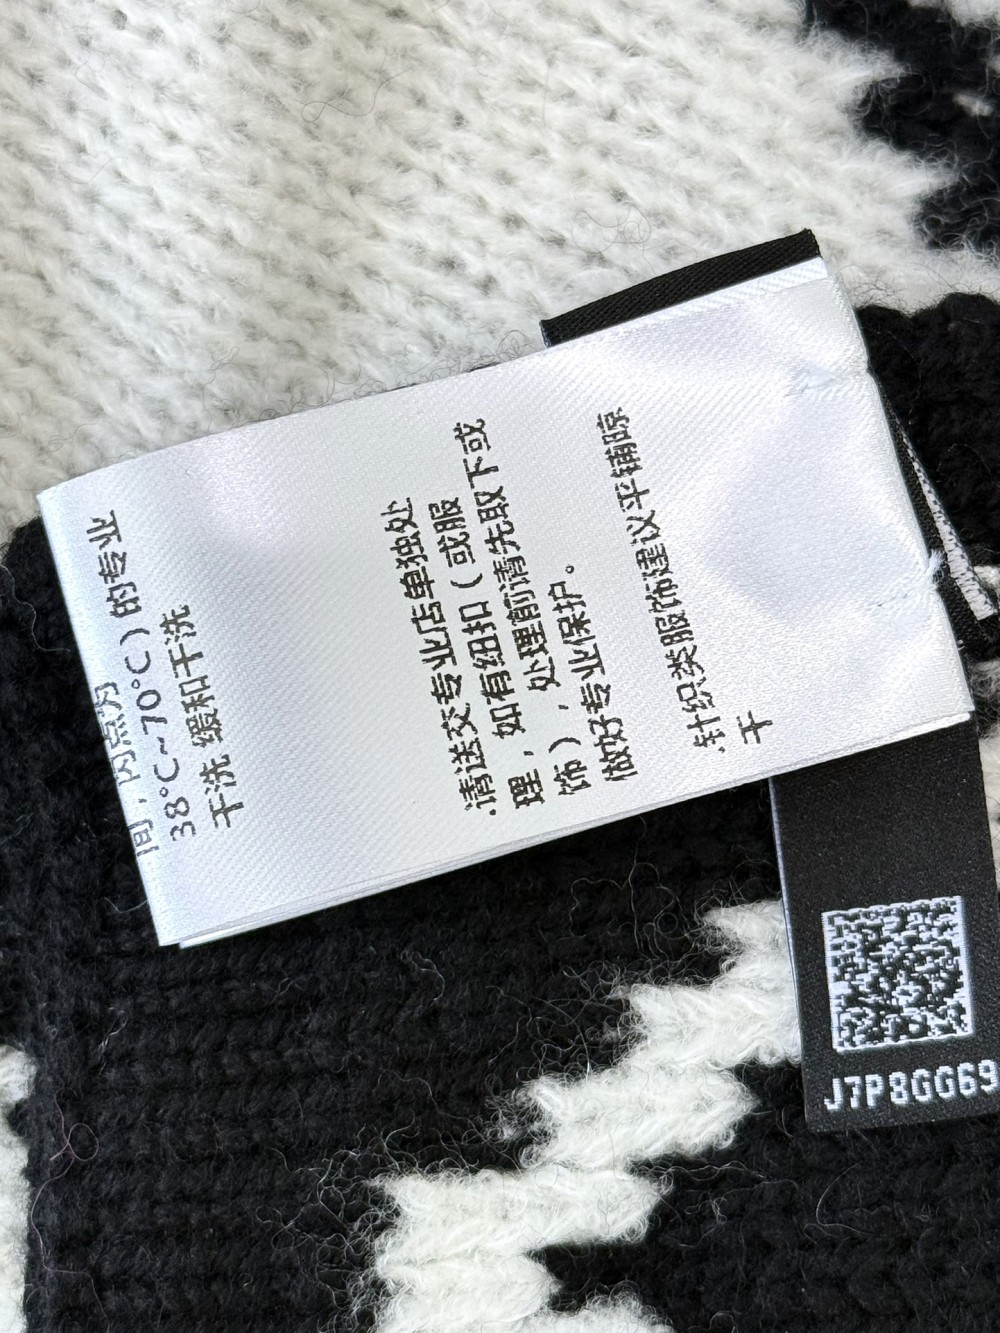 间，闪点为
38°C~70°C）的专业
干洗 缓和干洗
.请送交专业店单独处
理，如有纽扣（或服
饰），处理前请先取下或
做好专业保护。
针织类服饰建议平铺晾
干
J7P8GG69